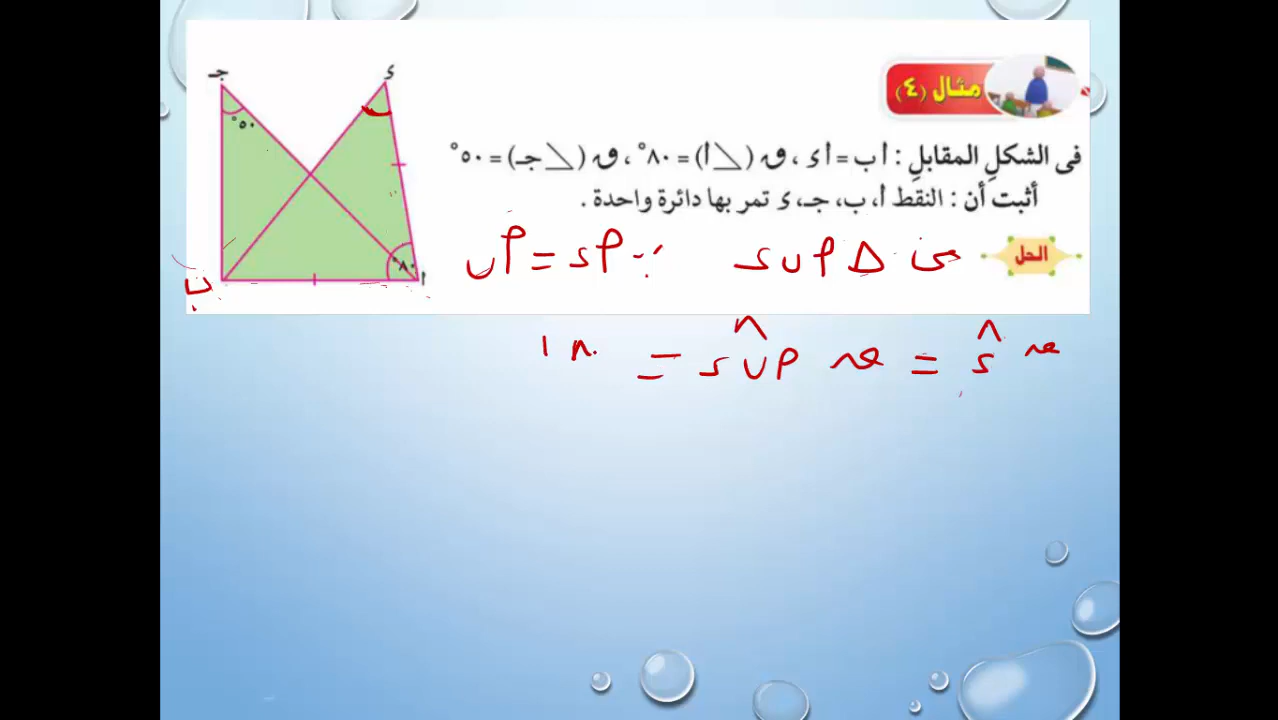 مثال (٤)
فى الشكل المقابل : أ ب = أ ء ، ق (∠أ) = ٨٠° ، ق (∠جـ) = ٥٠°
أثبت أن : النقط أ، ب، جـ، ء تمر بها دائرة واحدة .
الحل
فى Δ أ ب ء ∵ أ ء = أ ب
ق ء^ = ق أ ب^ ء = ١٨٠
جـ
ء
٥٠°
٨٠°
أ
ب